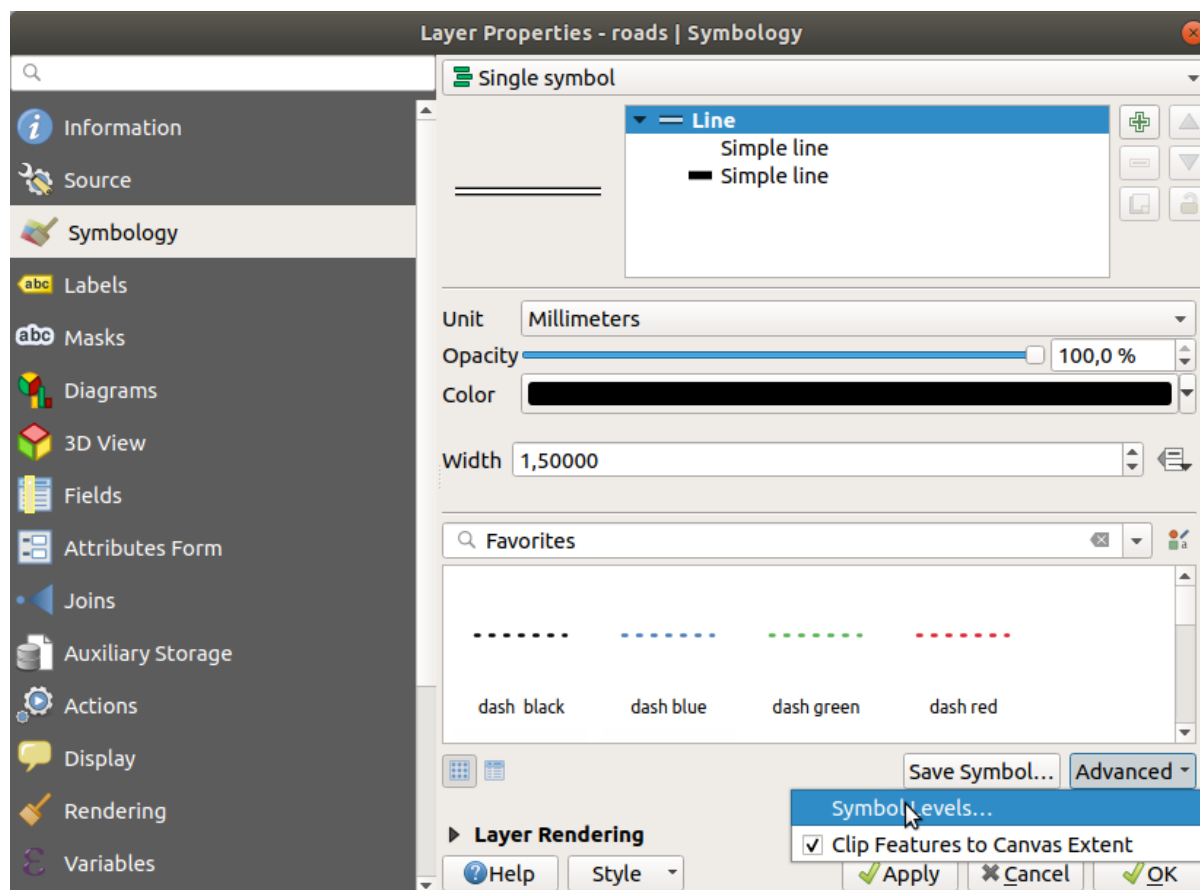 Layer Properties - roads | Symbology
Single symbol
Information
Source
Symbology
abc Labels
abc Masks
Diagrams
3D View
Fields
Attributes Form
Joins
Auxiliary Storage
Actions
Display
Rendering
Variables
Line
Simple line
Simple line
Unit Millimeters
Opacity 100,0 %
Color
Width 1,50000
Favorites
dash black dash blue dash green dash red
Save Symbol... Advanced
Symbol Levels...
Clip Features to Canvas Extent
Layer Rendering
Help Style Apply Cancel OK